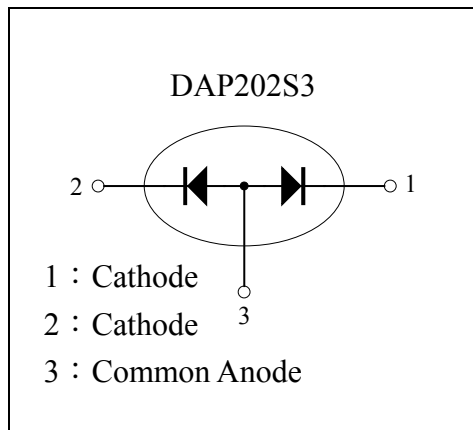 DAP202S3
2
1
3
1：Cathode
2：Cathode
3：Common Anode